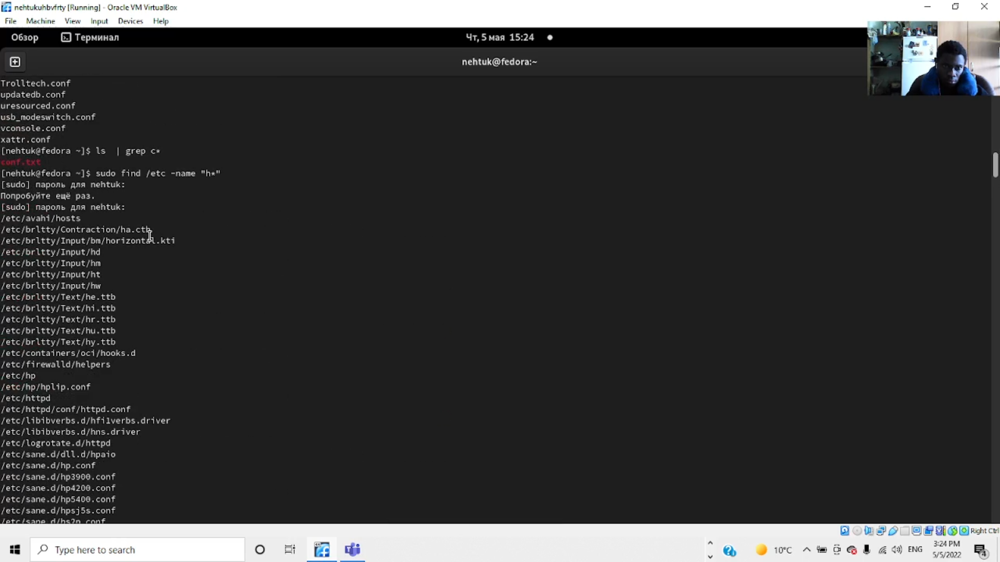 nehtukuhbvfrty [Running] - Oracle VM VirtualBox
File Machine View Input Devices Help
Обзор Терминал Чт, 5 мая 15:24
nehtuk@fedora:~
Trolltech.conf
updatedb.conf
uresourced.conf
usb_modeswitch.conf
vconsole.conf
xattr.conf
[nehtuk@fedora ~]$ ls  | grep c*
conf.txt
[nehtuk@fedora ~]$ sudo find /etc -name "h*"
[sudo] пароль для nehtuk:
Попробуйте ещё раз.
[sudo] пароль для nehtuk:
/etc/avahi/hosts
/etc/brltty/Contraction/ha.ctb
/etc/brltty/Input/bm/horizontal.kti
/etc/brltty/Input/hd
/etc/brltty/Input/hm
/etc/brltty/Input/ht
/etc/brltty/Input/hw
/etc/brltty/Text/he.ttb
/etc/brltty/Text/hi.ttb
/etc/brltty/Text/hr.ttb
/etc/brltty/Text/hu.ttb
/etc/brltty/Text/hy.ttb
/etc/containers/oci/hooks.d
/etc/firewalld/helpers
/etc/hp
/etc/hp/hplip.conf
/etc/httpd
/etc/httpd/conf/httpd.conf
/etc/libibverbs.d/hfi1verbs.driver
/etc/libibverbs.d/hns.driver
/etc/logrotate.d/httpd
/etc/sane.d/dll.d/hpaio
/etc/sane.d/hp.conf
/etc/sane.d/hp3900.conf
/etc/sane.d/hp4200.conf
/etc/sane.d/hp5400.conf
/etc/sane.d/hpsj5s.conf
/etc/sane.d/hs2p.conf
Right Ctrl
Type here to search
10°C
ENG
3:24 PM
5/5/2022
4